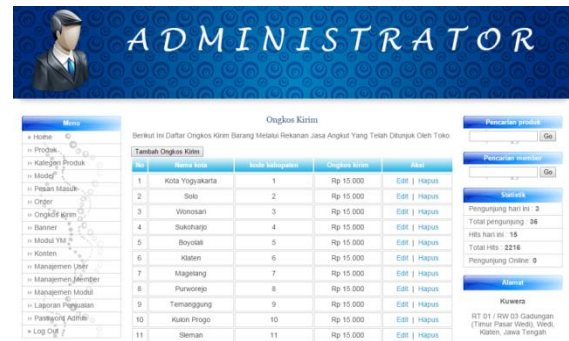 ADMINISTRATOR
Menu
» Home
» Produk
» Kategori Produk
» Model
» Pesan Masuk
» Order
» Ongkos Kirim
» Banner
» Modul YM
» Konten
» Manajemen User
» Manajemen Member
» Manajemen Modul
» Laporan Penjualan
» Password Admin
» Log Out
Ongkos Kirim
Berikut Ini Daftar Ongkos Kirim Barang Melalui Rekanan Jasa Angkut Yang Telah Ditunjuk Oleh Toko.
Tambah Ongkos Kirim
No Nama kota kode kabupaten Ongkos kirim Aksi
1 Kota Yogyakarta 1 Rp 15.000 Edit | Hapus
2 Solo 2 Rp 15.000 Edit | Hapus
3 Wonosari 3 Rp 15.000 Edit | Hapus
4 Sukoharjo 4 Rp 15.000 Edit | Hapus
5 Boyolali 5 Rp 15.000 Edit | Hapus
6 Klaten 6 Rp 15.000 Edit | Hapus
7 Magelang 7 Rp 15.000 Edit | Hapus
8 Purworejo 8 Rp 15.000 Edit | Hapus
9 Temanggung 9 Rp 15.000 Edit | Hapus
10 Kulon Progo 10 Rp 15.000 Edit | Hapus
11 Sleman 11 Rp 15.000 Edit | Hapus
Pencarian produk
Go
Pencarian member
Go
Statistik
Pengunjung hari ini : 3
Total pengunjung : 36
Hits hari ini : 15
Total Hits : 2216
Pengunjung Online: 0
Alamat
Kuwera
RT 01 / RW 03 Gadungan
(Timur Pasar Wedi), Wedi,
Klaten, Jawa Tengah